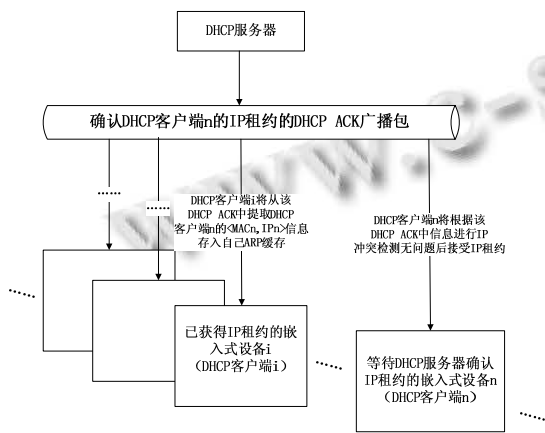 DHCP服务器
确认DHCP客户端n的IP租约的DHCP ACK广播包
……
……
DHCP客户端i将从该
DHCP ACK中提取DHCP
客户端n的<MACn,IPn>信息
存入自己ARP缓存
DHCP客户端n将根据该
DHCP ACK中信息进行IP
冲突检测无问题后接受IP租约
……
已获得IP租约的嵌
入式设备i
（DHCP客户端i）
……
等待DHCP服务器确认
IP租约的嵌入式设备n
（DHCP客户端n）
……
www.c-s